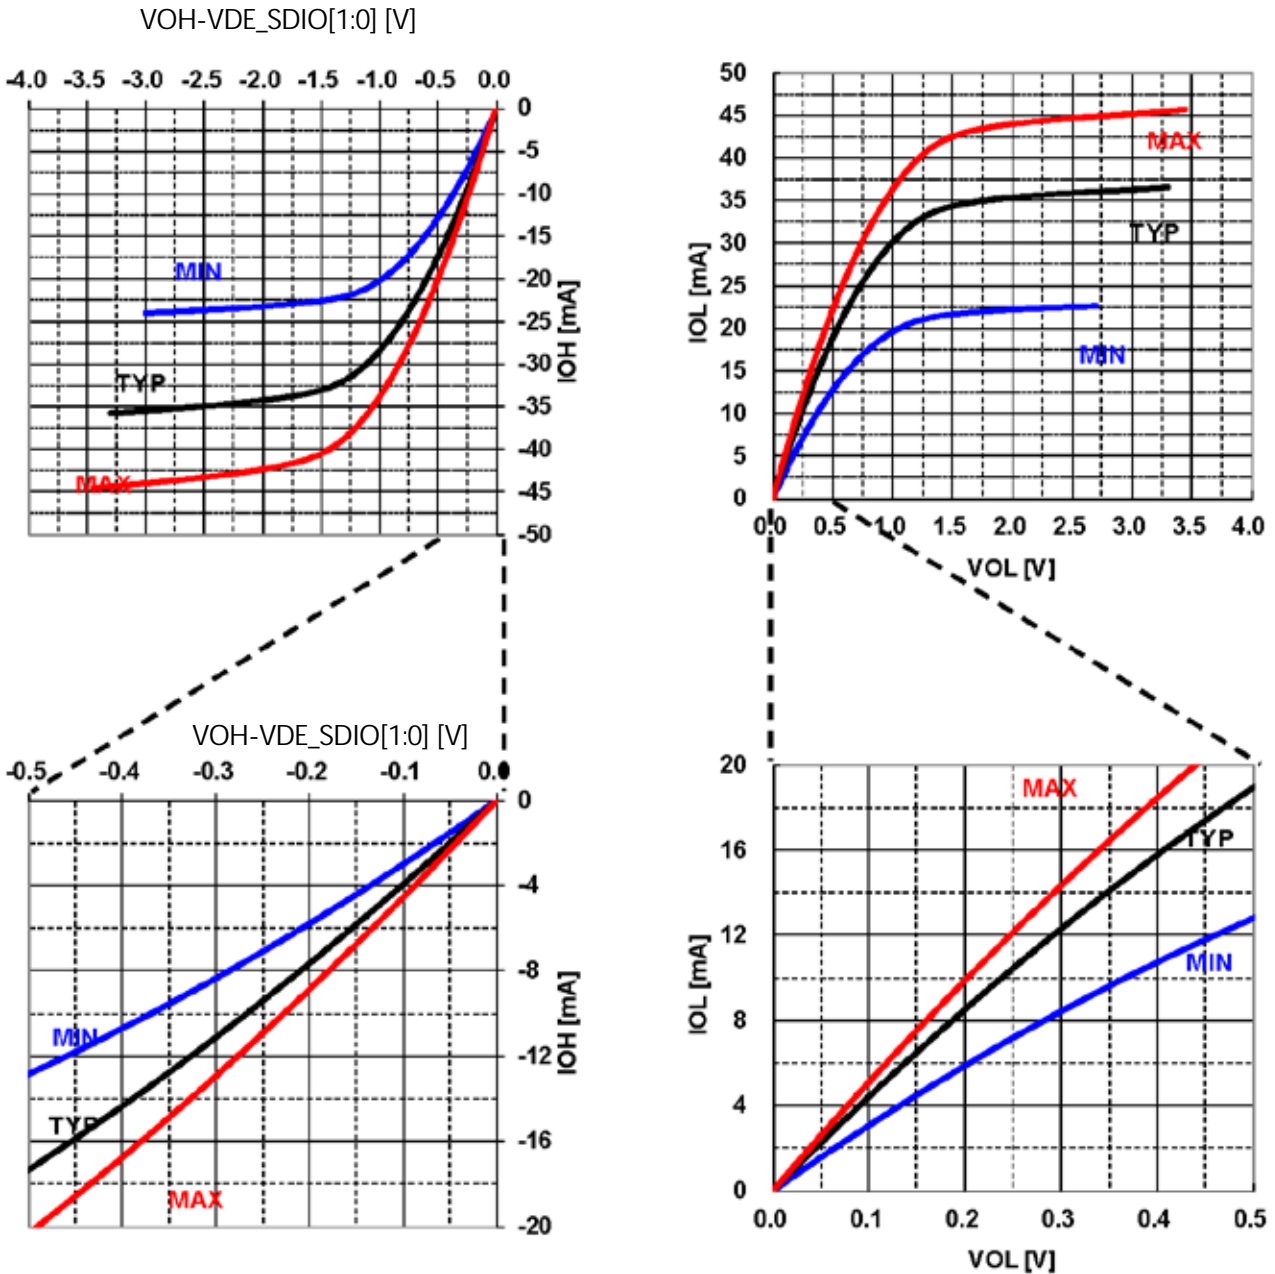 VOH-VDE_SDIO[1:0] [V]
-4.0 -3.5 -3.0 -2.5 -2.0 -1.5 -1.0 -0.5 0.0
0
-5
-10
-15
-20
-25
-30
-35
-40
-45
-50
IOH [mA]
MIN
TYP
MAX
50
45
40
35
30
25
20
15
10
5
0
IOL [mA]
MAX
TYP
MIN
0.0 0.5 1.0 1.5 2.0 2.5 3.0 3.5 4.0
VOL [V]
VOH-VDE_SDIO[1:0] [V]
-0.5 -0.4 -0.3 -0.2 -0.1 0.0
0
-4
-8
-12
-16
-20
IOH [mA]
MIN
TYP
MAX
20
16
12
8
4
0
IOL [mA]
MAX
TYP
MIN
0.0 0.1 0.2 0.3 0.4 0.5
VOL [V]